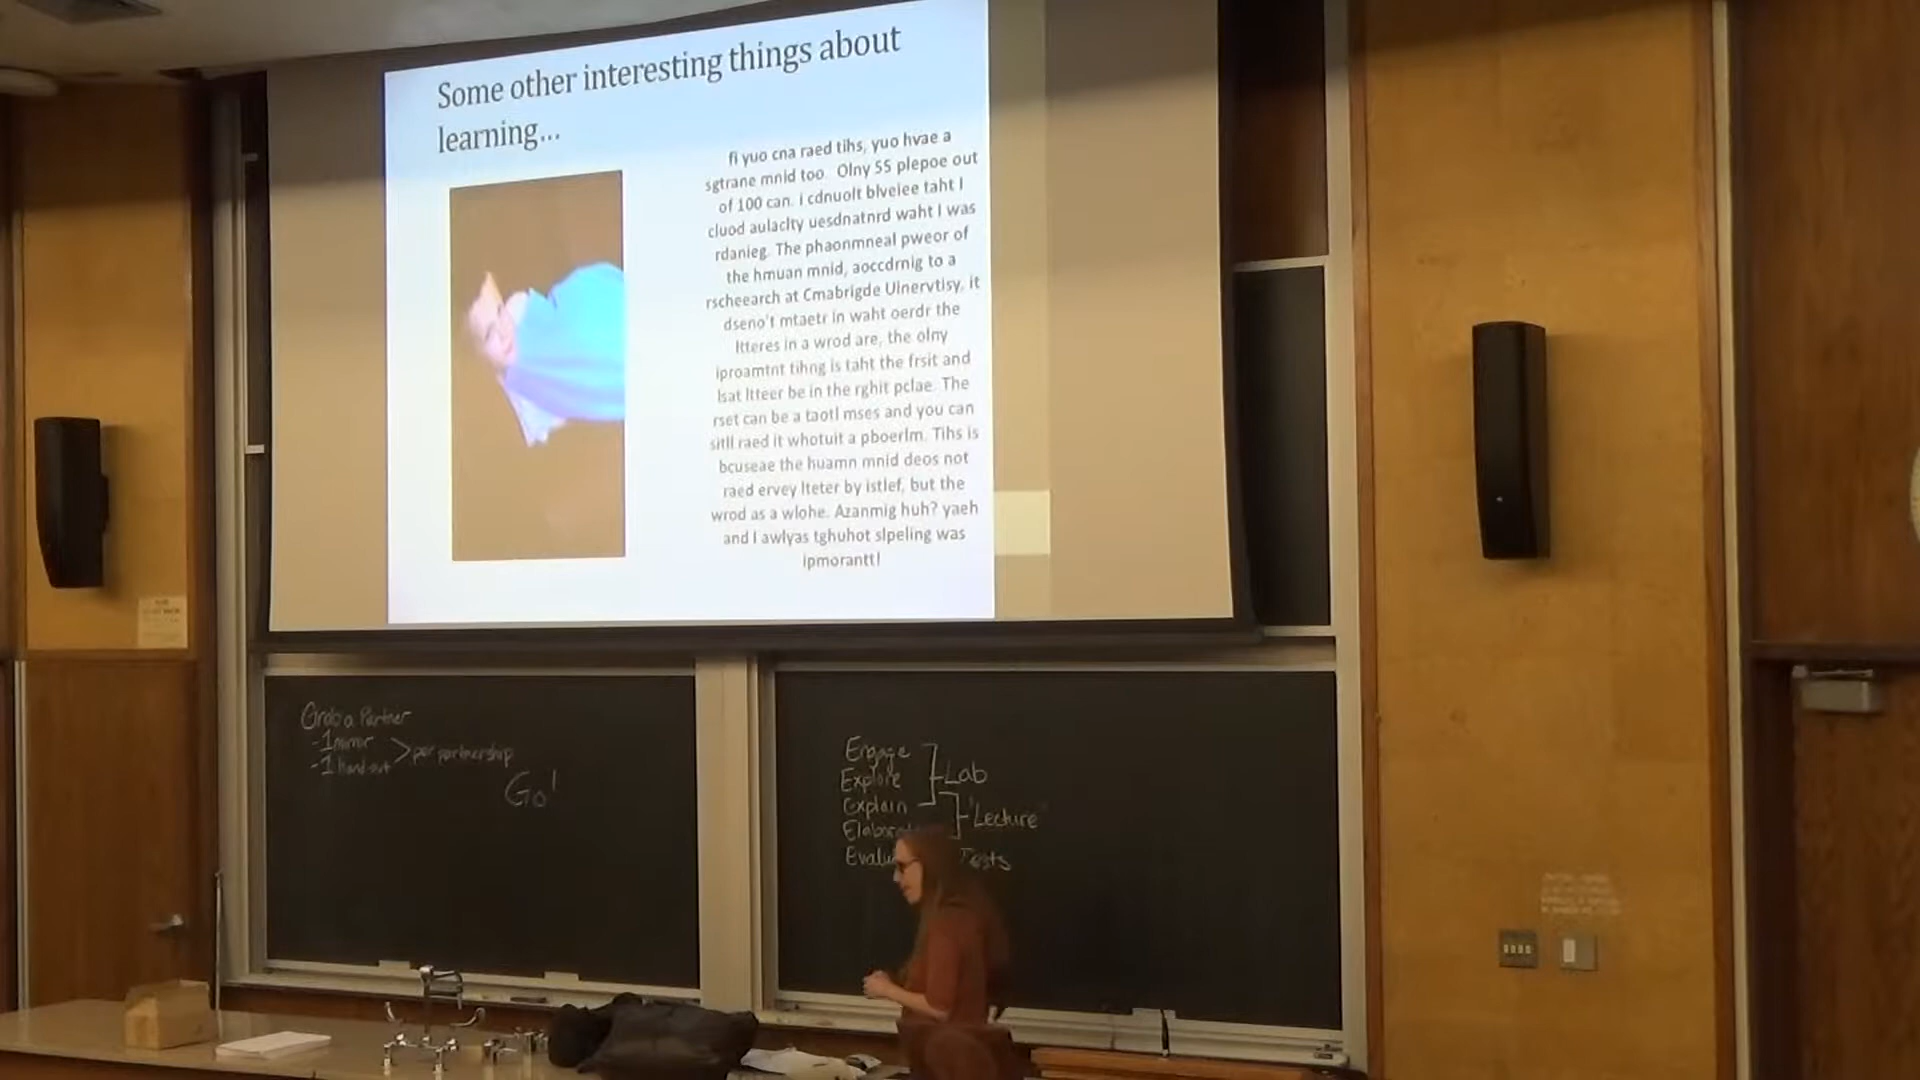 Some other interesting things about
learning...
fi yuo cna raed tihs, yuo hvae a
sgtrane mnid too. Olny 55 plepoe out
of 100 can. i cdnuolt blveiee taht I
cluod aulaclty uesdnatnrd waht I was
rdanieg. The phaonmneal pweor of
the hmuan mnid, aoccdrnig to a
rscheearch at Cmabrigde Uinervtisy, it
dseno't mtaetr in waht oerdr the
ltteres in a wrod are, the olny
iproamtnt tihng is taht the frsit and
lsat ltteer be in the rghit pclae. The
rset can be a taotl mses and you can
sitll raed it whotuit a pboerlm. Tihs is
bcuseae the huamn mnid deos not
raed ervey lteter by istlef, but the
wrod as a wlohe. Azanmig huh? yaeh
and I awlyas tghuhot slpeling was
ipmorantt!
Grab a Partner
-1 mirror
-1 hand out
> per partnership
Go!
Engage
Explore
Lab
Explain
"Lecture"
Elabor
Evalu
Tests